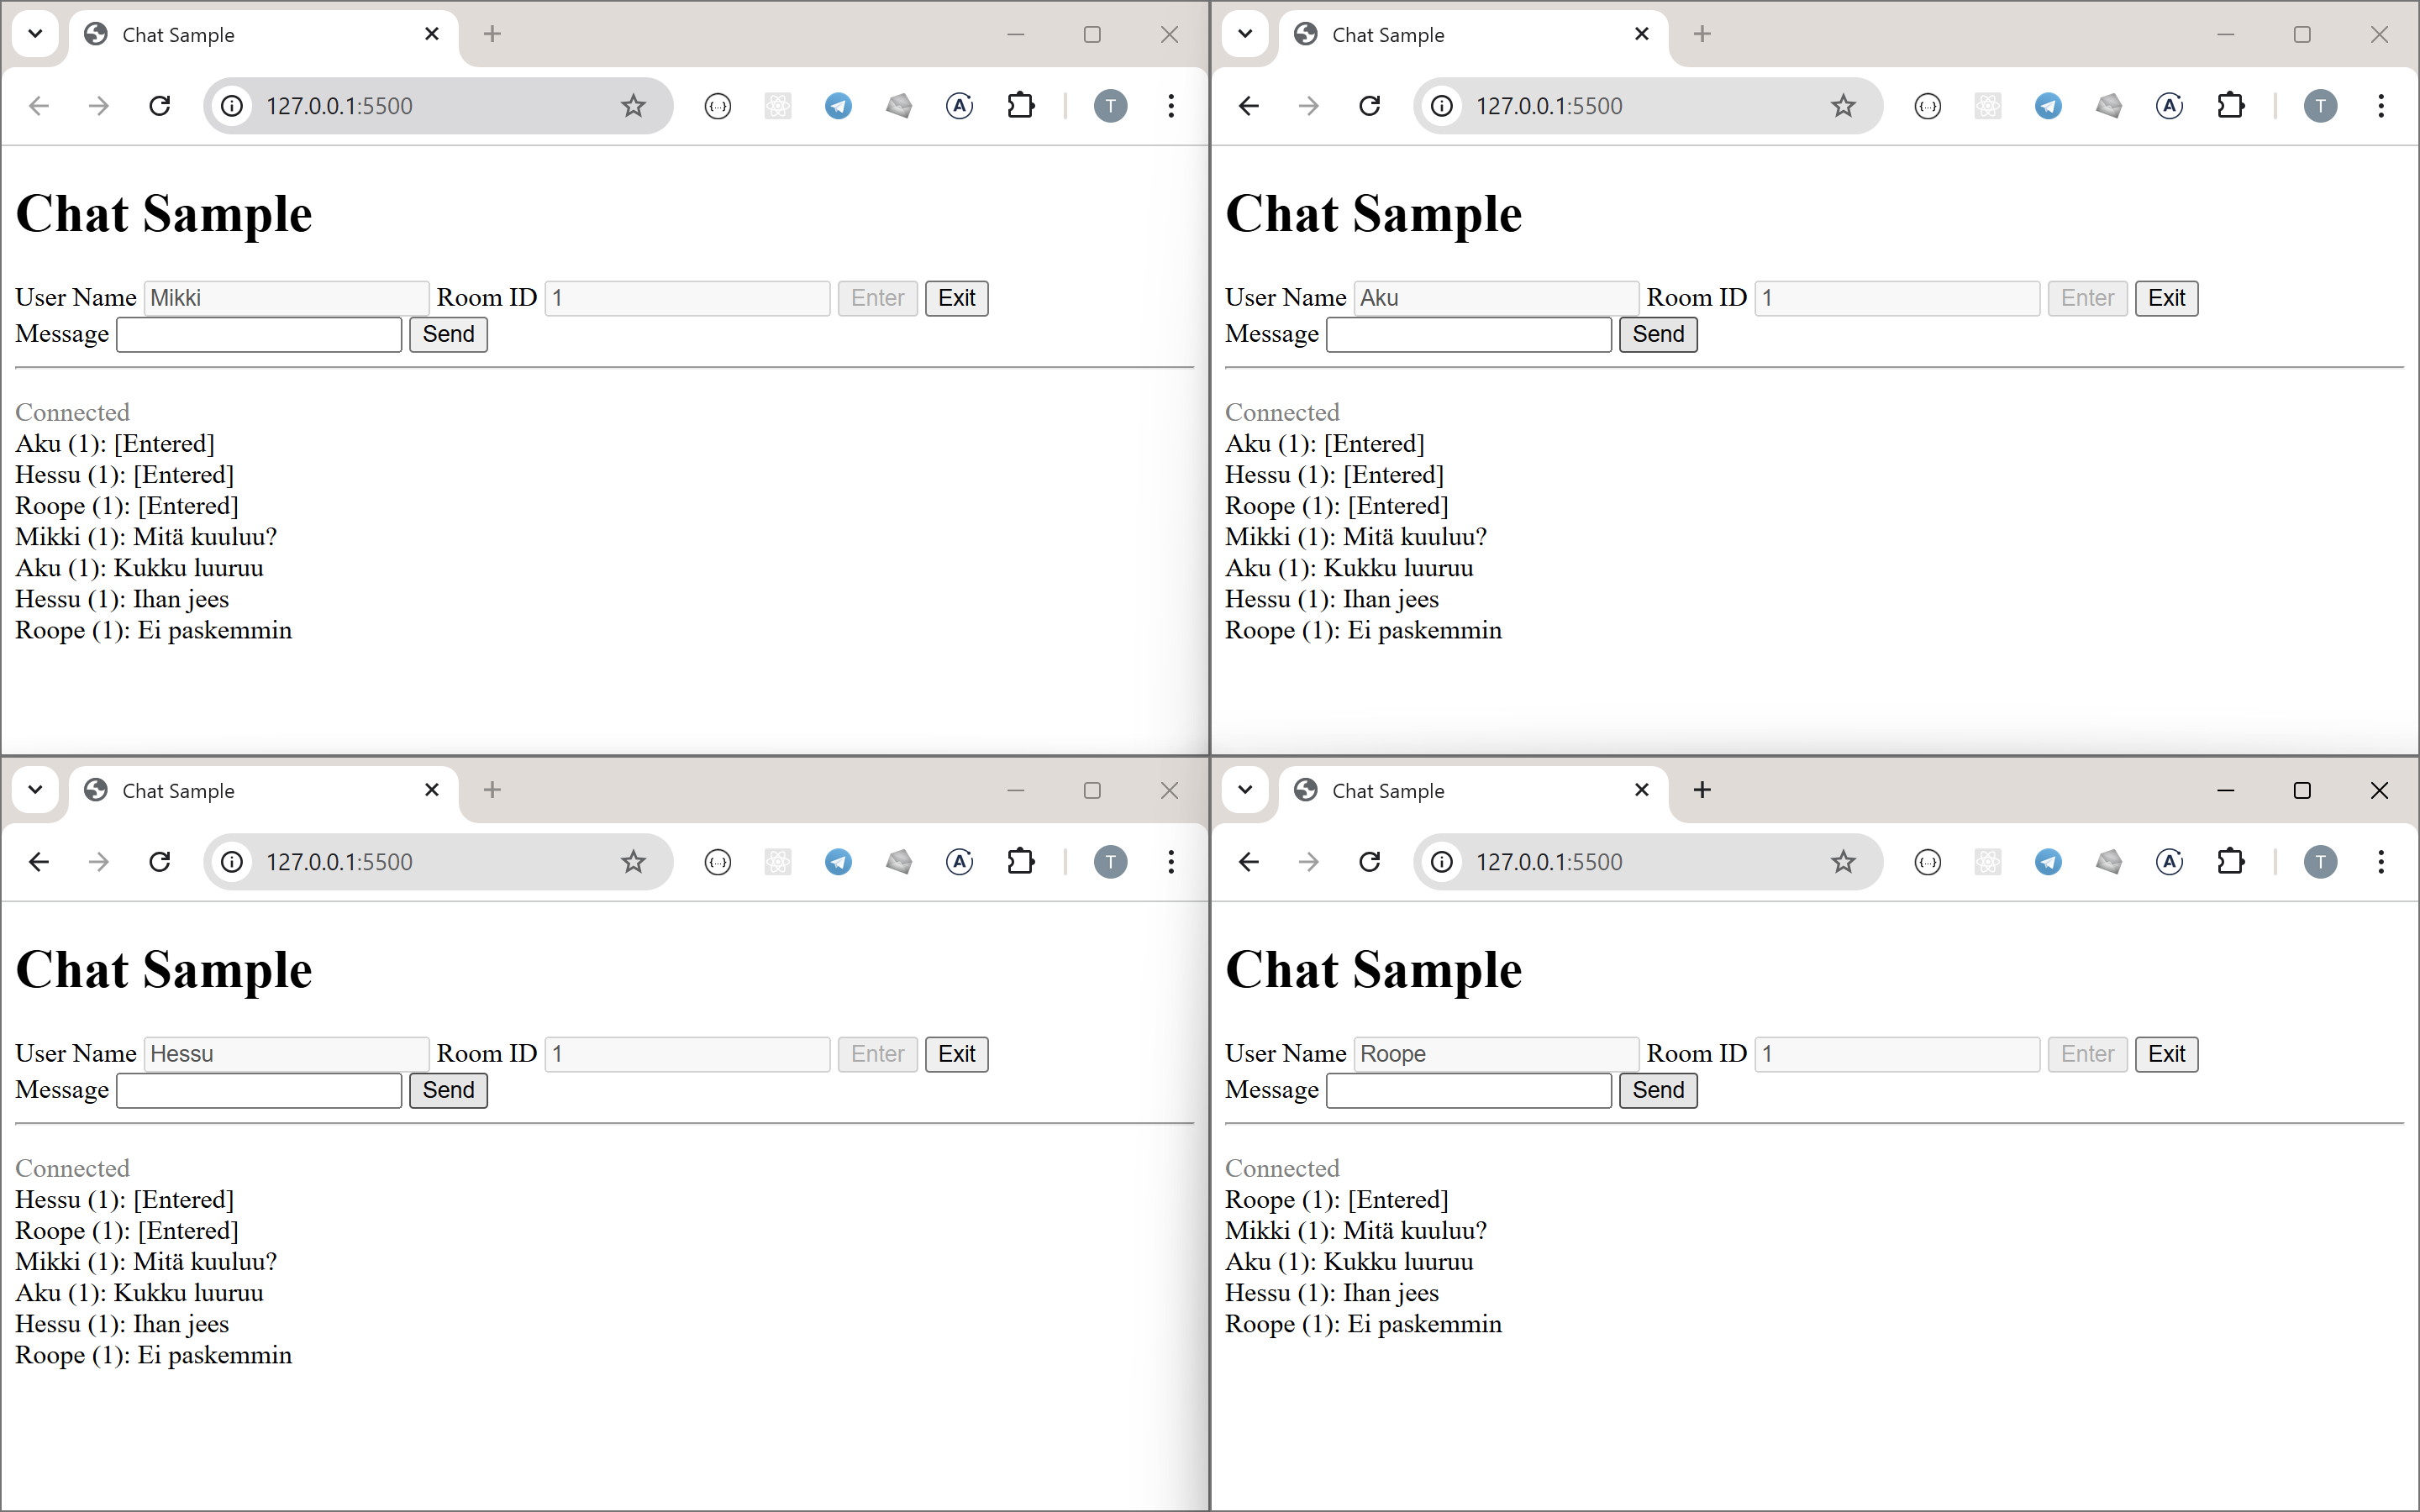 Chat Sample
127.0.0.1:5500
T
Chat Sample
User Name Mikki Room ID 1 Enter Exit
Message Send
Connected
Aku (1): [Entered]
Hessu (1): [Entered]
Roope (1): [Entered]
Mikki (1): Mitä kuuluu?
Aku (1): Kukku luuruu
Hessu (1): Ihan jees
Roope (1): Ei paskemmin
Chat Sample
127.0.0.1:5500
T
Chat Sample
User Name Aku Room ID 1 Enter Exit
Message Send
Connected
Aku (1): [Entered]
Hessu (1): [Entered]
Roope (1): [Entered]
Mikki (1): Mitä kuuluu?
Aku (1): Kukku luuruu
Hessu (1): Ihan jees
Roope (1): Ei paskemmin
Chat Sample
127.0.0.1:5500
T
Chat Sample
User Name Hessu Room ID 1 Enter Exit
Message Send
Connected
Hessu (1): [Entered]
Roope (1): [Entered]
Mikki (1): Mitä kuuluu?
Aku (1): Kukku luuruu
Hessu (1): Ihan jees
Roope (1): Ei paskemmin
Chat Sample
127.0.0.1:5500
T
Chat Sample
User Name Roope Room ID 1 Enter Exit
Message Send
Connected
Roope (1): [Entered]
Mikki (1): Mitä kuuluu?
Aku (1): Kukku luuruu
Hessu (1): Ihan jees
Roope (1): Ei paskemmin